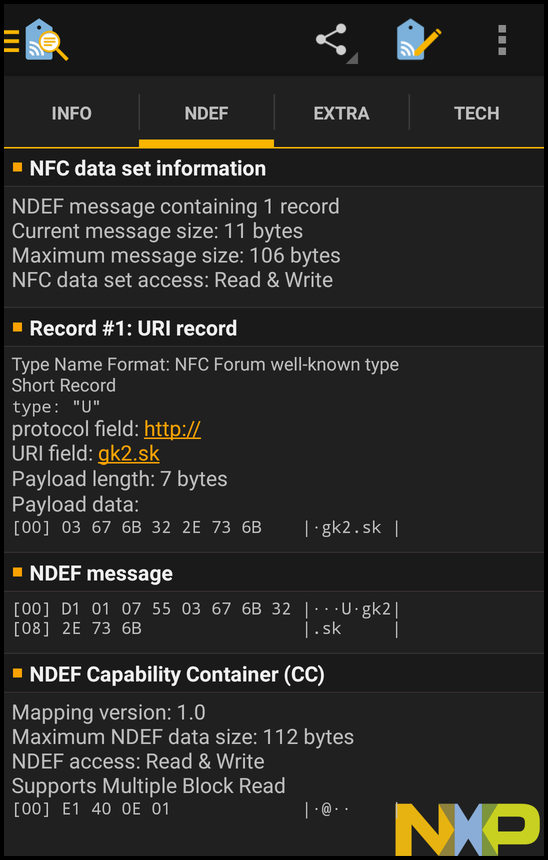 INFO NDEF EXTRA TECH
NFC data set information
NDEF message containing 1 record
Current message size: 11 bytes
Maximum message size: 106 bytes
NFC data set access: Read & Write
Record #1: URI record
Type Name Format: NFC Forum well-known type
Short Record
type: "U"
protocol field: http://
URI field: gk2.sk
Payload length: 7 bytes
Payload data:
[00] 03 67 6B 32 2E 73 6B |·gk2.sk |
NDEF message
[00] D1 01 07 55 03 67 6B 32 |···U·gk2|
[08] 2E 73 6B |.sk |
NDEF Capability Container (CC)
Mapping version: 1.0
Maximum NDEF data size: 112 bytes
NDEF access: Read & Write
Supports Multiple Block Read
[00] E1 40 0E 01 |·@·· |
NXP